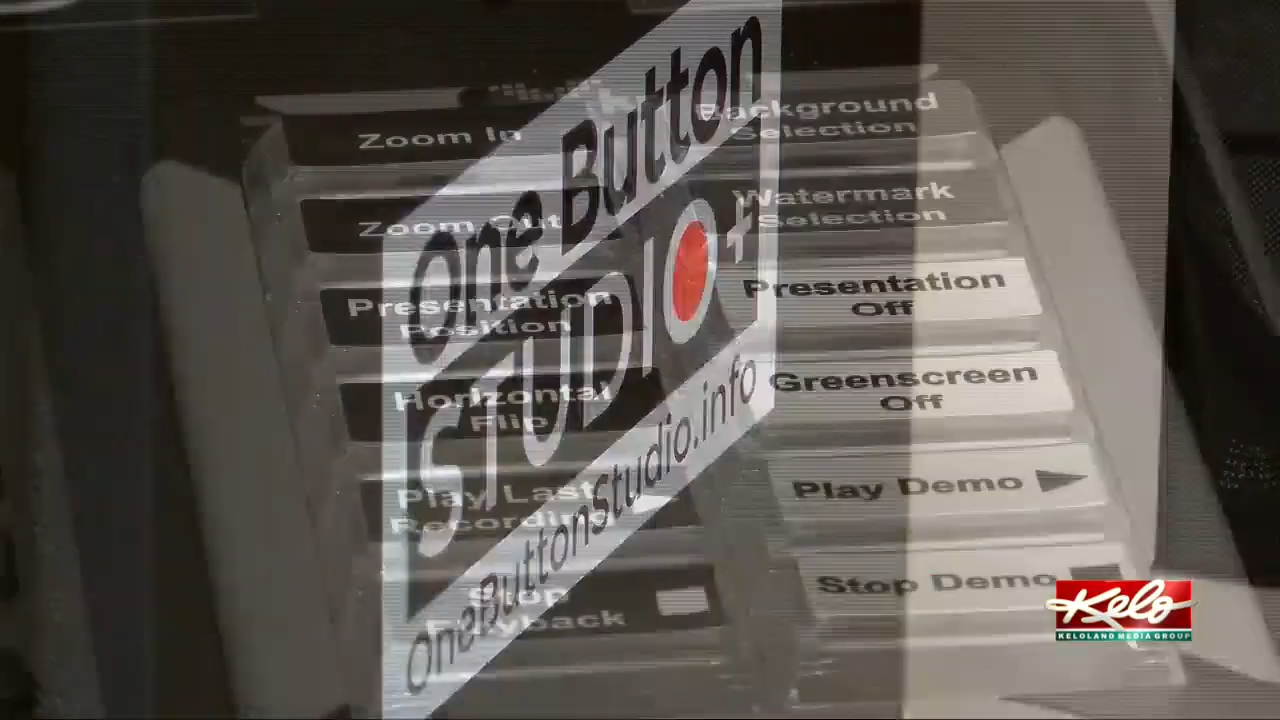 Zoom In
Zoom Out
Presentation
Position
Horizontal
Flip
Play Last
Recording
Stop
Playback
One Button
STUDIO+
OneButtonstudio.info
Background
Selection
Watermark
Selection
Presentation
Off
Greenscreen
Off
Play Demo
Stop Demo
Kelo
KELOLAND MEDIA GROUP